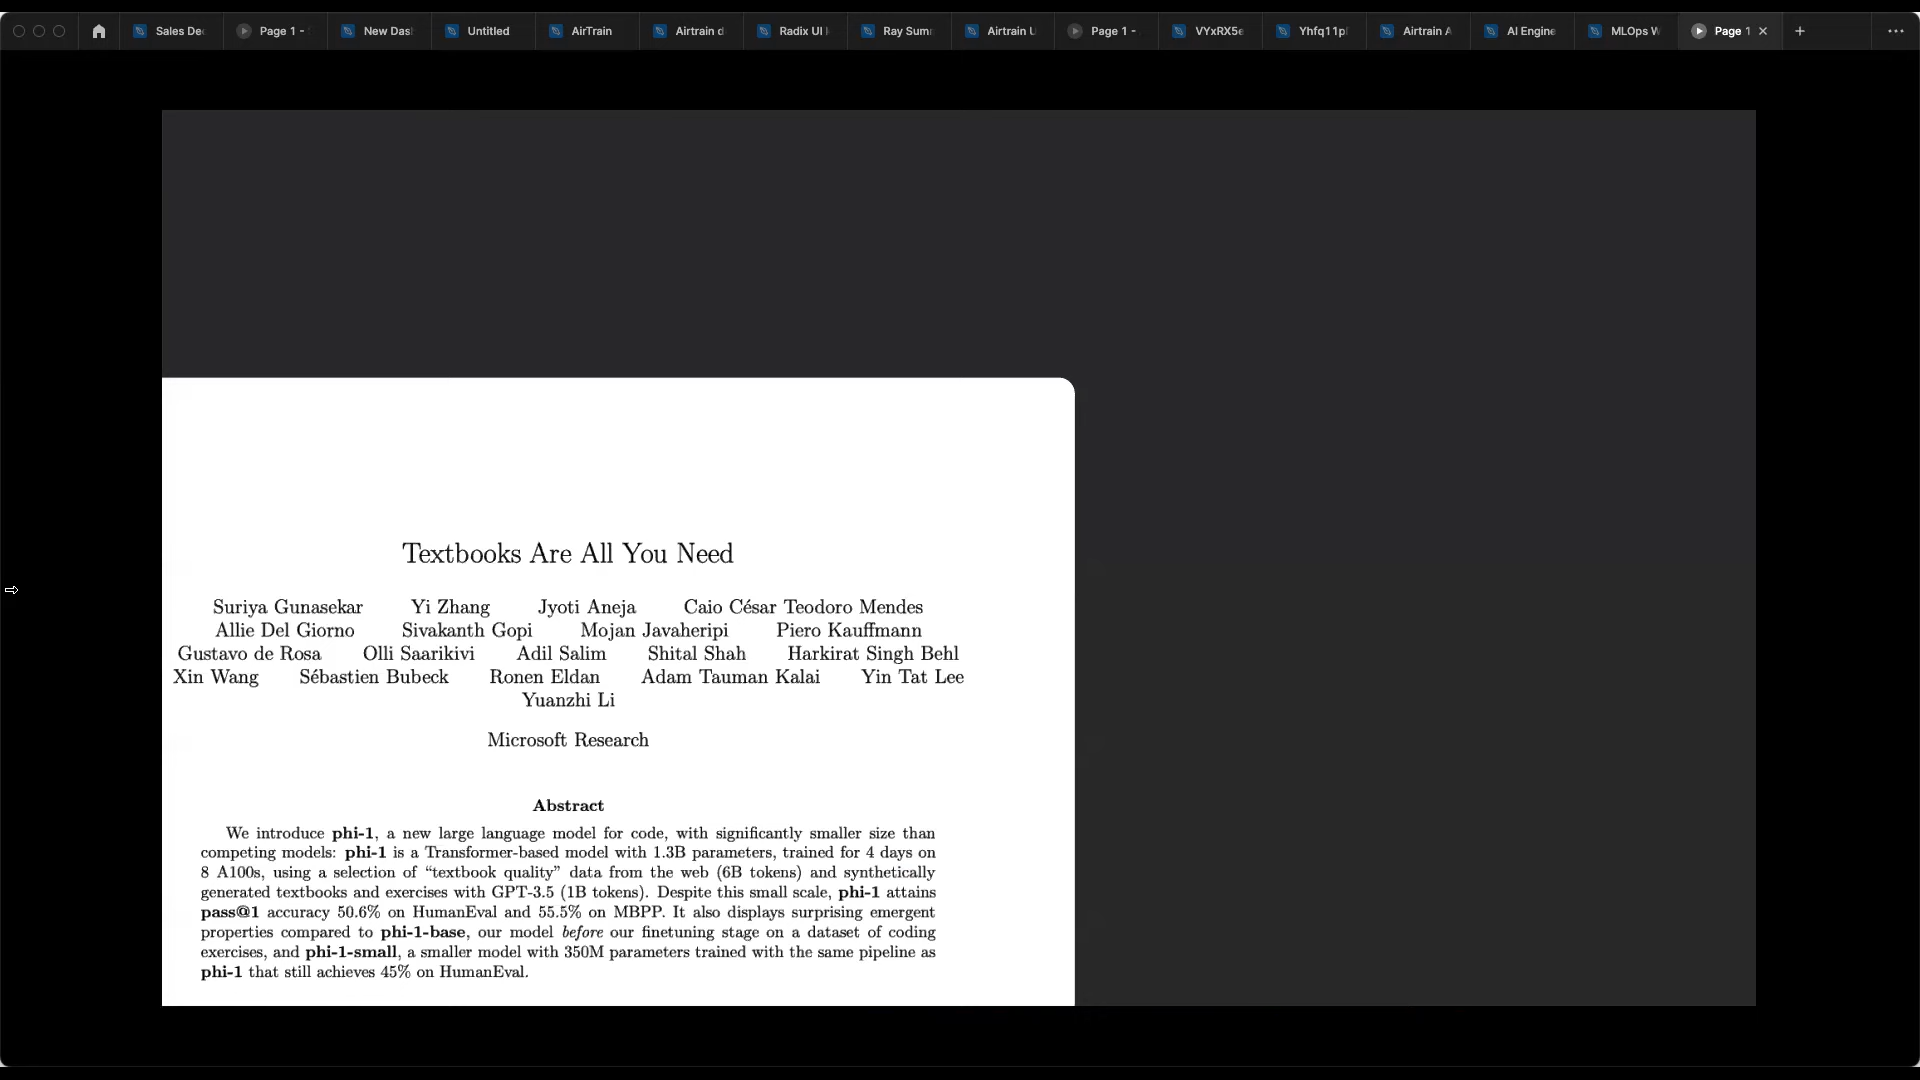 Sales De
Page 1 -
New Das
Untitled
AirTrain
Airtrain d
Radix UI
Ray Sum
Airtrain U
Page 1 -
VYxRX5e
Yhfq11p
Airtrain A
AI Engine
MLOps W
Page 1
Textbooks Are All You Need
Suriya Gunasekar Yi Zhang Jyoti Aneja Caio César Teodoro Mendes
Allie Del Giorno Sivakanth Gopi Mojan Javaheripi Piero Kauffmann
Gustavo de Rosa Olli Saarikivi Adil Salim Shital Shah Harkirat Singh Behl
Xin Wang Sébastien Bubeck Ronen Eldan Adam Tauman Kalai Yin Tat Lee
Yuanzhi Li
Microsoft Research
Abstract
We introduce phi-1, a new large language model for code, with significantly smaller size than
competing models: phi-1 is a Transformer-based model with 1.3B parameters, trained for 4 days on
8 A100s, using a selection of “textbook quality” data from the web (6B tokens) and synthetically
generated textbooks and exercises with GPT-3.5 (1B tokens). Despite this small scale, phi-1 attains
pass@1 accuracy 50.6% on HumanEval and 55.5% on MBPP. It also displays surprising emergent
properties compared to phi-1-base, our model before our finetuning stage on a dataset of coding
exercises, and phi-1-small, a smaller model with 350M parameters trained with the same pipeline as
phi-1 that still achieves 45% on HumanEval.